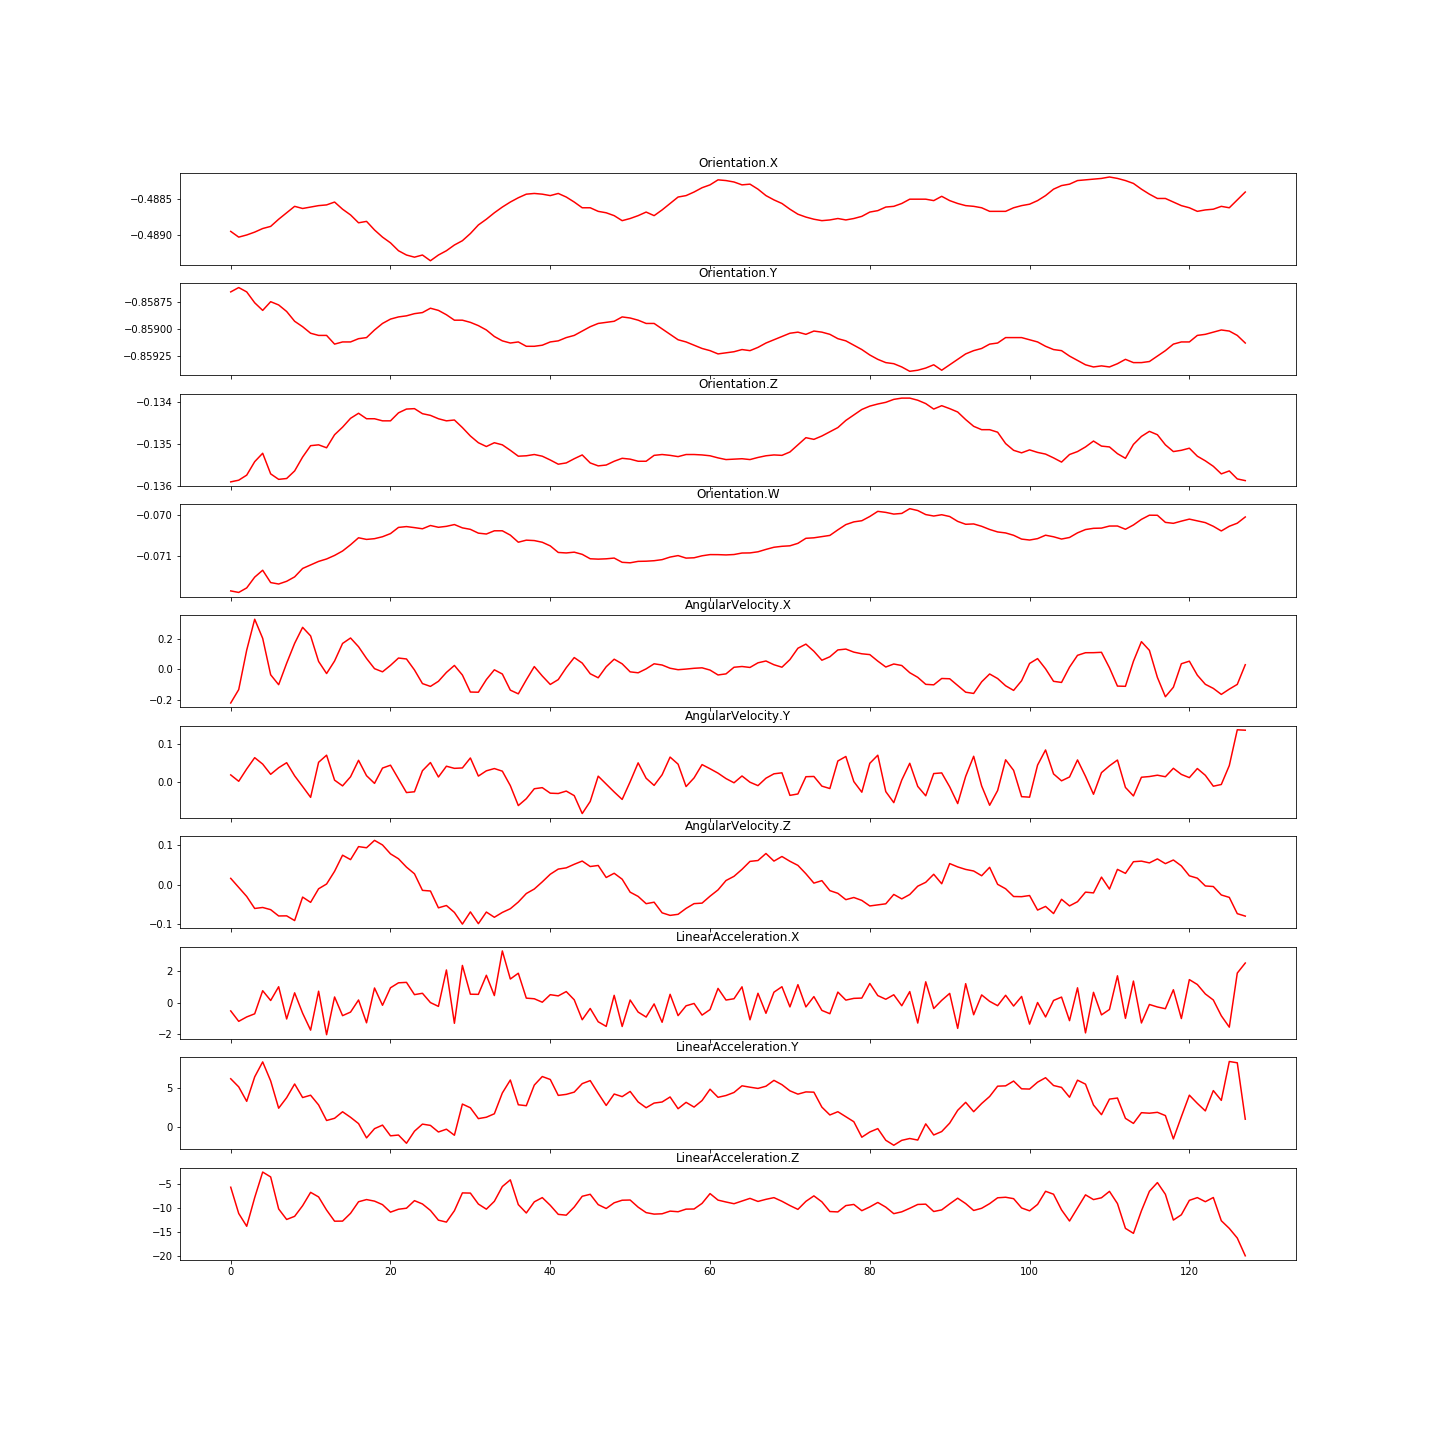 Orientation.X
−0.4885
−0.4890
Orientation.Y
−0.85875
−0.85900
−0.85925
Orientation.Z
−0.134
−0.135
−0.136
Orientation.W
−0.070
−0.071
AngularVelocity.X
0.2
0.0
−0.2
AngularVelocity.Y
0.1
0.0
AngularVelocity.Z
0.1
0.0
−0.1
LinearAcceleration.X
2
0
−2
LinearAcceleration.Y
5
0
LinearAcceleration.Z
−5
−10
−15
−20
0 20 40 60 80 100 120